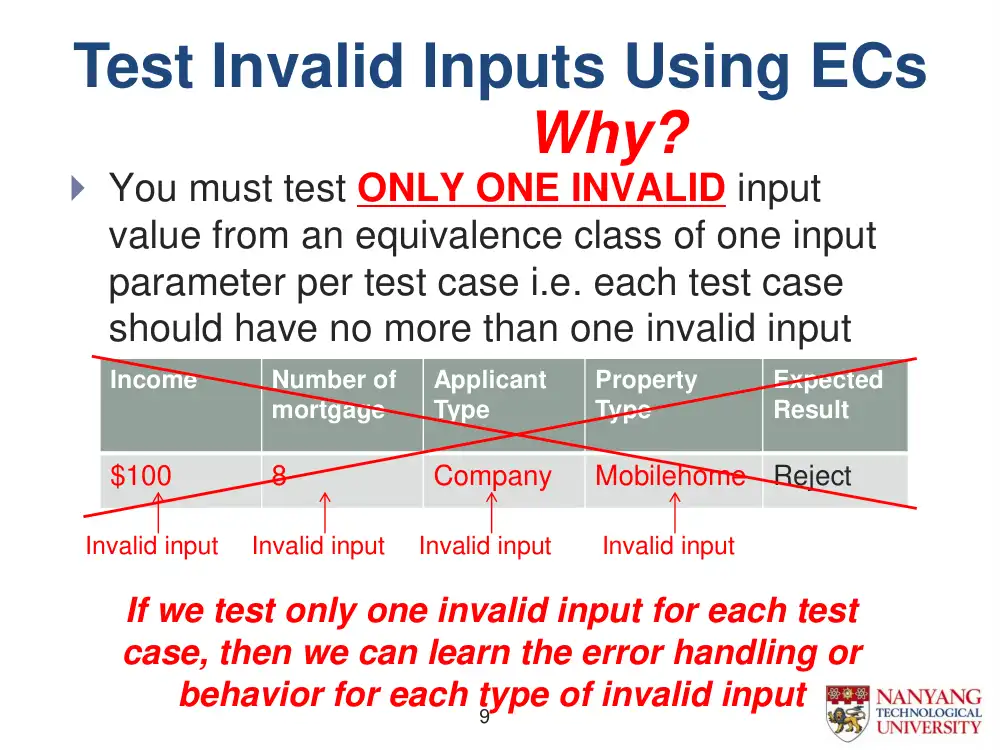 Test Invalid Inputs Using ECs
Why?
You must test ONLY ONE INVALID input
value from an equivalence class of one input
parameter per test case i.e. each test case
should have no more than one invalid input
Income Number of mortgage Applicant Type Property Type Expected Result
$100 8 Company Mobilehome Reject
Invalid input Invalid input Invalid input Invalid input
If we test only one invalid input for each test
case, then we can learn the error handling or
behavior for each type of invalid input
9
NANYANG
TECHNOLOGICAL
UNIVERSITY